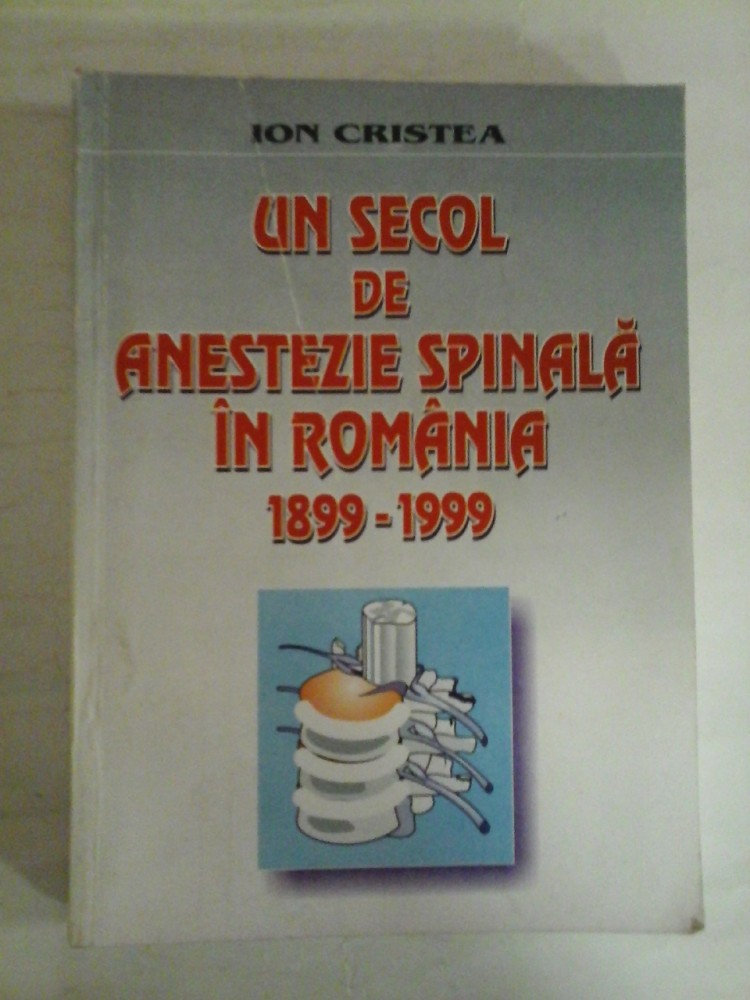 ION CRISTEA
UN SECOL
DE
ANESTEZIE SPINALĂ
ÎN ROMÂNIA
1899-1999